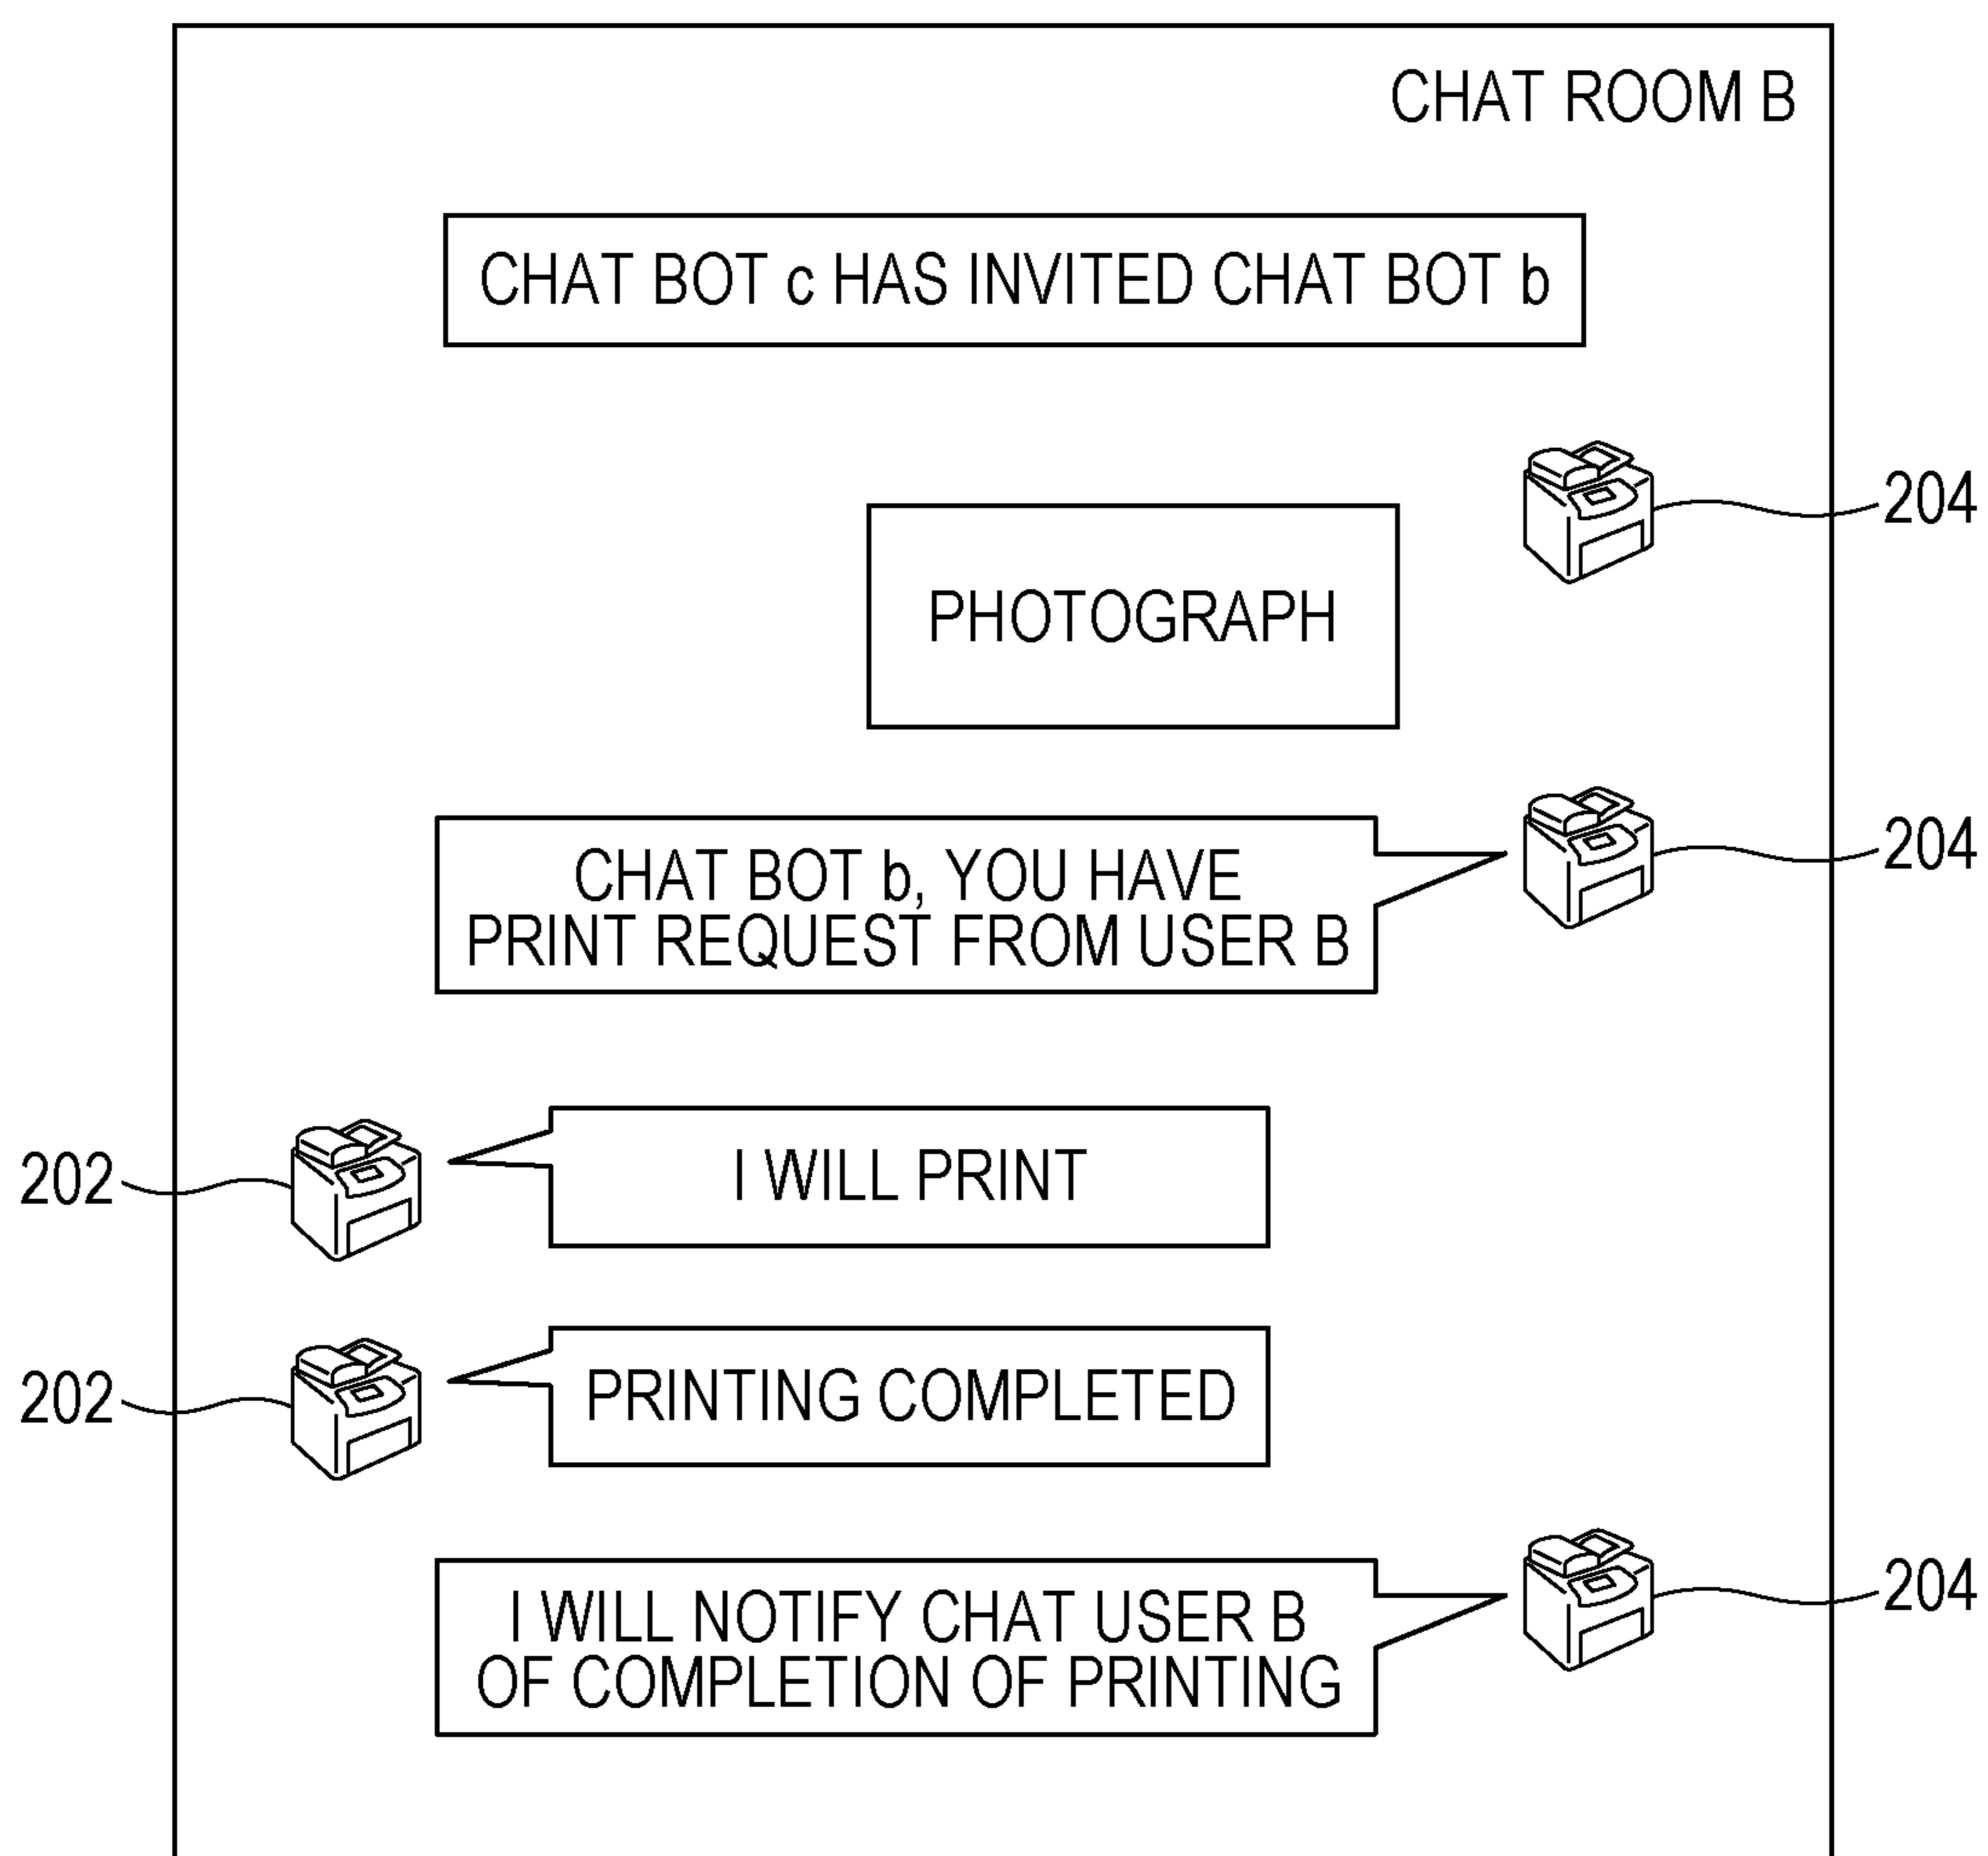 CHAT ROOM B
CHAT BOT c HAS INVITED CHAT BOT b
204
PHOTOGRAPH
204
CHAT BOT b, YOU HAVE
PRINT REQUEST FROM USER B
202
I WILL PRINT
202
PRINTING COMPLETED
204
I WILL NOTIFY CHAT USER B
OF COMPLETION OF PRINTING